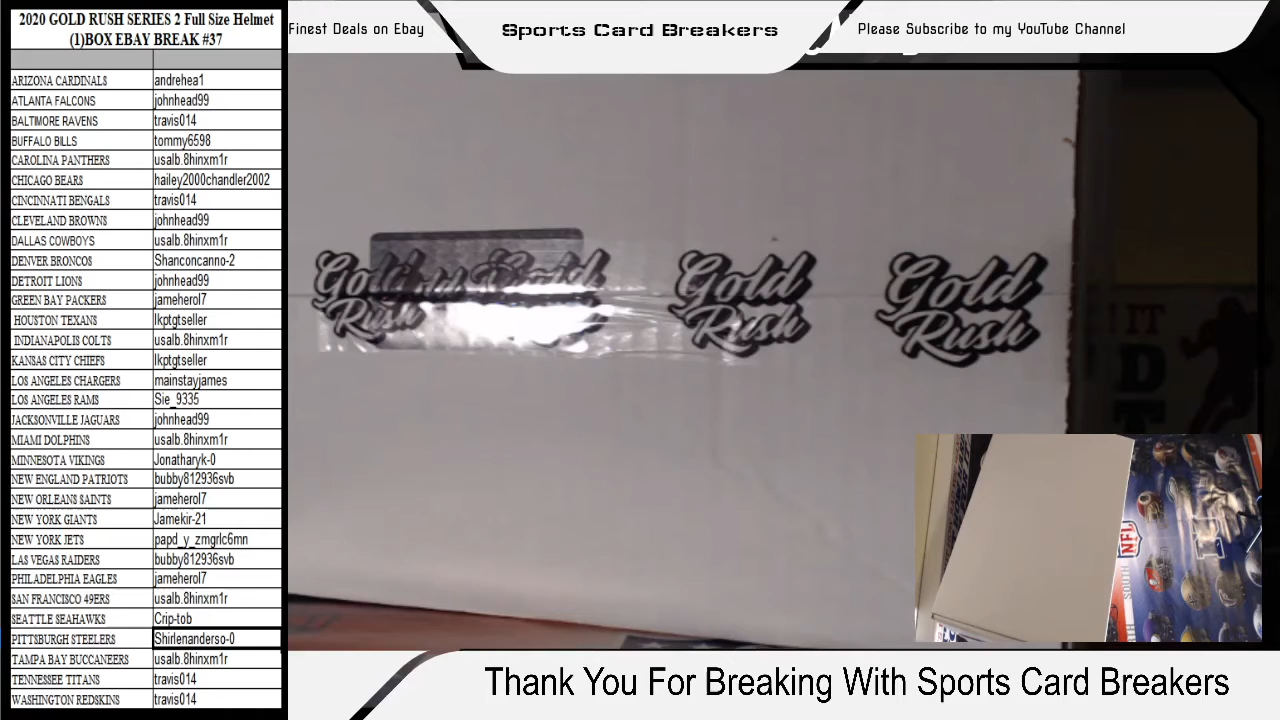 2020 GOLD RUSH SERIES 2 Full Size Helmet
(1)BOX EBAY BREAK #37
ARIZONA CARDINALS andrehea1
ATLANTA FALCONS johnhead99
BALTIMORE RAVENS travis014
BUFFALO BILLS tommy6598
CAROLINA PANTHERS usalb.8hinxm1r
CHICAGO BEARS hailey2000chandler2002
CINCINNATI BENGALS travis014
CLEVELAND BROWNS johnhead99
DALLAS COWBOYS usalb.8hinxm1r
DENVER BRONCOS Shanconcanno-2
DETROIT LIONS johnhead99
GREEN BAY PACKERS jameherol7
HOUSTON TEXANS lkptgtseller
INDIANAPOLIS COLTS usalb.8hinxm1r
KANSAS CITY CHIEFS lkptgtseller
LOS ANGELES CHARGERS mainstayjames
LOS ANGELES RAMS Sie_9335
JACKSONVILLE JAGUARS johnhead99
MIAMI DOLPHINS usalb.8hinxm1r
MINNESOTA VIKINGS Jonatharyk-0
NEW ENGLAND PATRIOTS bubby812936svb
NEW ORLEANS SAINTS jameherol7
NEW YORK GIANTS Jamekir-21
NEW YORK JETS papd_y_zmgrlc6mn
LAS VEGAS RAIDERS bubby812936svb
PHILADELPHIA EAGLES jameherol7
SAN FRANCISCO 49ERS usalb.8hinxm1r
SEATTLE SEAHAWKS Crip-tob
PITTSBURGH STEELERS Shirlenanderso-0
TAMPA BAY BUCCANEERS usalb.8hinxm1r
TENNESSEE TITANS travis014
WASHINGTON REDSKINS travis014
Finest Deals on Ebay
Sports Card Breakers
Please Subscribe to my YouTube Channel
Gold
Rush
Gold
Gold
Rush
Gold
Rush
IT
NFL
Thank You For Breaking With Sports Card Breakers